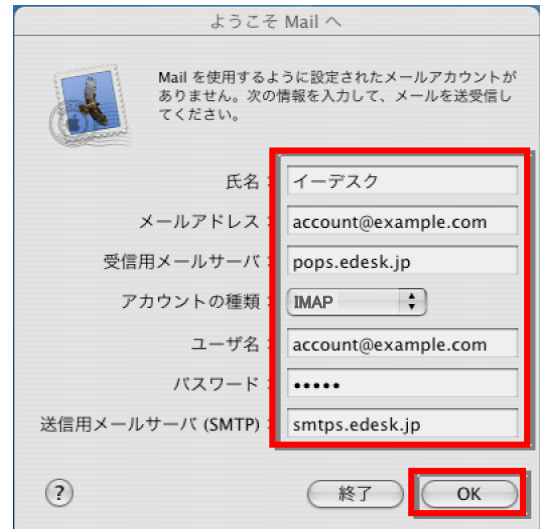 ようこそ Mail へ
Mail を使用するように設定されたメールアカウントが
ありません。次の情報を入力して、メールを送受信し
てください。
氏名： イーデスク
メールアドレス： account@example.com
受信用メールサーバ： pops.edesk.jp
アカウントの種類： IMAP
ユーザ名： account@example.com
パスワード： •••••
送信用メールサーバ (SMTP)： smtps.edesk.jp
? 終了 OK